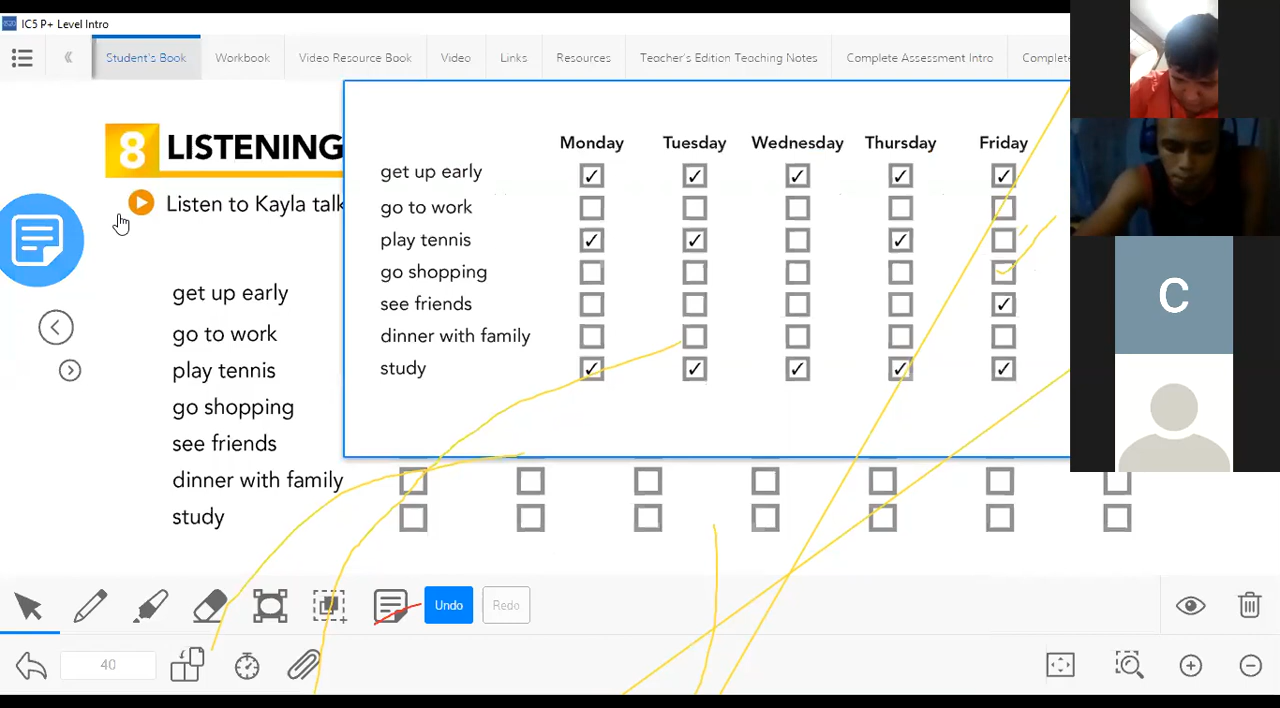 IC5 P+ Level Intro
Student's Book Workbook Video Resource Book Video Links Resources Teacher's Edition Teaching Notes Complete Assessment Intro Complete
8 LISTENING
Listen to Kayla talk
Monday Tuesday Wednesday Thursday Friday
get up early
go to work
play tennis
go shopping
see friends
dinner with family
study
get up early
go to work
play tennis
go shopping
see friends
dinner with family
study
C
Undo Redo
40